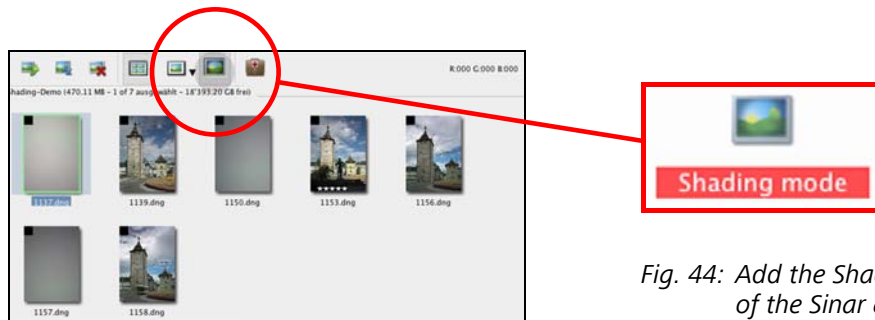 R:000 G:000 B:000
hading-Demo (470.11 MB - 1 of 7 ausgewählt - 18'393.20 GB frei)
1137.dng
1139.dng
1150.dng
1153.dng
1156.dng
1157.dng
1158.dng
Shading mode
Fig. 44: Add the Sha
of the Sinar